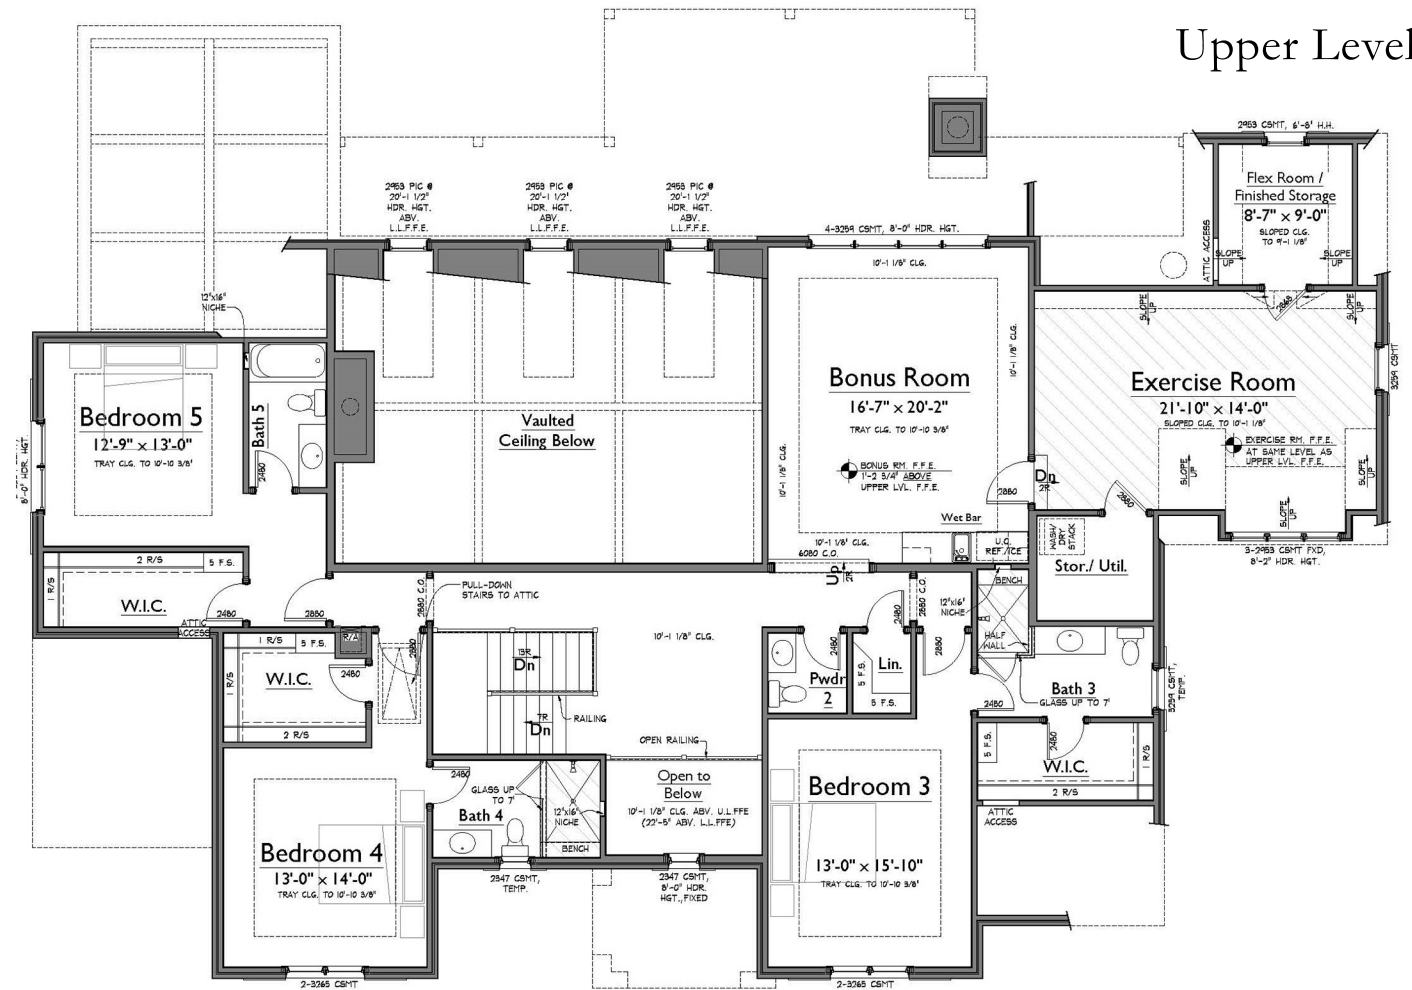 Upper Level
2953 CSMT, 6'-8" H.H.
Flex Room /
Finished Storage
8'-7" x 9'-0"
SLOPED CLG.
TO 9'-1 1/8"
ATTIC ACCESS
SLOPE
UP
SLOPE
UP
2953 PIC @
20'-1 1/2"
HDR. HGT.
ABV.
L.L.F.F.E.
2953 PIC @
20'-1 1/2"
HDR. HGT.
ABV.
L.L.F.F.E.
2953 PIC @
20'-1 1/2"
HDR. HGT.
ABV.
L.L.F.F.E.
4-3259 CSMT, 8'-0" HDR. HGT.
10'-1 1/8" CLG.
12"x16"
NICHE
SLOPE
UP
2868
SLOPE
UP
3259 CSMT
Bedroom 5
12'-9" x 13'-0"
TRAY CLG. TO 10'-10 3/8"
8'-0" HDR. HGT.
Bath 5
2480
Vaulted
Ceiling Below
10'-1 1/8" CLG.
Bonus Room
16'-7" x 20'-2"
TRAY CLG. TO 10'-10 3/8"
10'-1 1/8" CLG.
BONUS RM. F.F.E.
1'-2 3/4" ABOVE
UPPER LVL. F.F.E.
Exercise Room
21'-10" x 14'-0"
SLOPED CLG. TO 10'-1 1/8"
EXERCISE RM. F.F.E.
AT SAME LEVEL AS
UPPER LVL. F.F.E.
SLOPE
UP
SLOPE
UP
SLOPE
UP
Dn
2R
2880
2880
Wet Bar
U.C.
REF./ICE
WASH/
DRY
STACK
3-2953 CSMT FXD,
8'-2" HDR. HGT.
10'-1 1/8" CLG.
6080 C.O.
Up
2R
Stor./ Util.
2 R/S
5 F.S.
1 R/S
W.I.C.
2480
2880
2880 C.O.
PULL-DOWN
STAIRS TO ATTIC
2480
2880 C.O.
12"x16"
NICHE
BENCH
ATTIC
ACCESS
1 R/S
5 F.S.
R/A
2880
10'-1 1/8" CLG.
HALF
WALL
1 R/S
W.I.C.
2480
13R
Dn
2480
Pwdr
2
Lin.
5 F.S.
5 F.S.
2880
2480
Bath 3
GLASS UP TO 7'
3259 CSMT,
TEMP.
2 R/S
7R
Dn
RAILING
OPEN RAILING
5 F.S.
2480
W.I.C.
1 R/S
2 R/S
2480
GLASS UP
TO 7'
Bath 4
12"x16"
NICHE
BENCH
Open to
Below
10'-1 1/8" CLG. ABV. U.L.FFE
(22'-5" ABV. L.L.FFE)
Bedroom 3
13'-0" x 15'-10"
TRAY CLG. TO 10'-10 3/8"
ATTIC
ACCESS
Bedroom 4
13'-0" x 14'-0"
TRAY CLG. TO 10'-10 3/8"
2347 CSMT,
TEMP.
2347 CSMT,
8'-0" HDR.
HGT.,FIXED
2-3265 CSMT
2-3265 CSMT